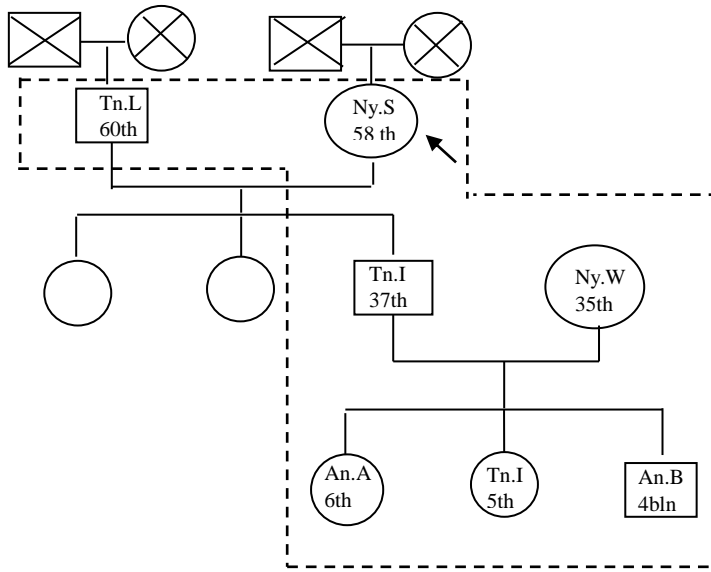 Tn.L
60th
Ny.S
58 th
Tn.I
37th
Ny.W
35th
An.A
6th
Tn.I
5th
An.B
4bln